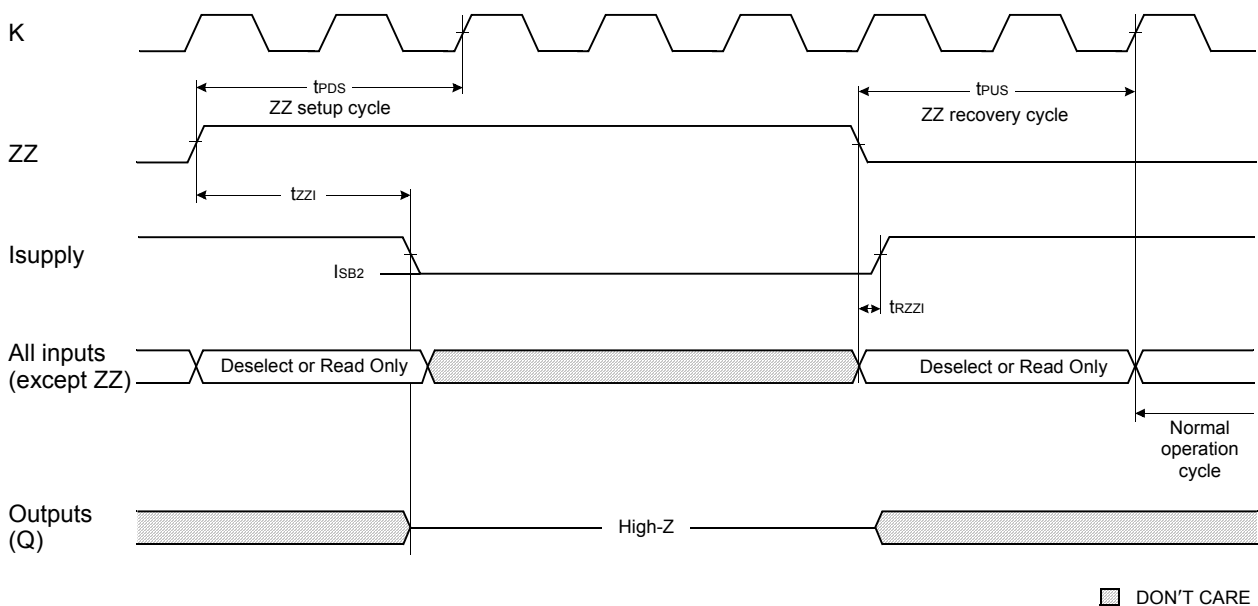 K
tPDS
ZZ setup cycle
tPUS
ZZ recovery cycle
ZZ
tZZI
Isupply
ISB2
tRZZI
All inputs
(except ZZ)
Deselect or Read Only
Deselect or Read Only
Normal
operation
cycle
Outputs
(Q)
High-Z
DON'T CARE